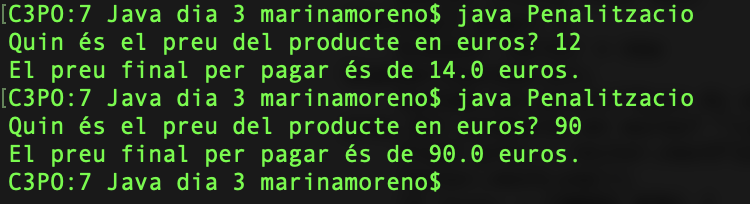 [C3PO:7 Java dia 3 marinamoreno$ java Penalitzacio
Quin és el preu del producte en euros? 12
El preu final per pagar és de 14.0 euros.
[C3PO:7 Java dia 3 marinamoreno$ java Penalitzacio
Quin és el preu del producte en euros? 90
El preu final per pagar és de 90.0 euros.
C3PO:7 Java dia 3 marinamoreno$